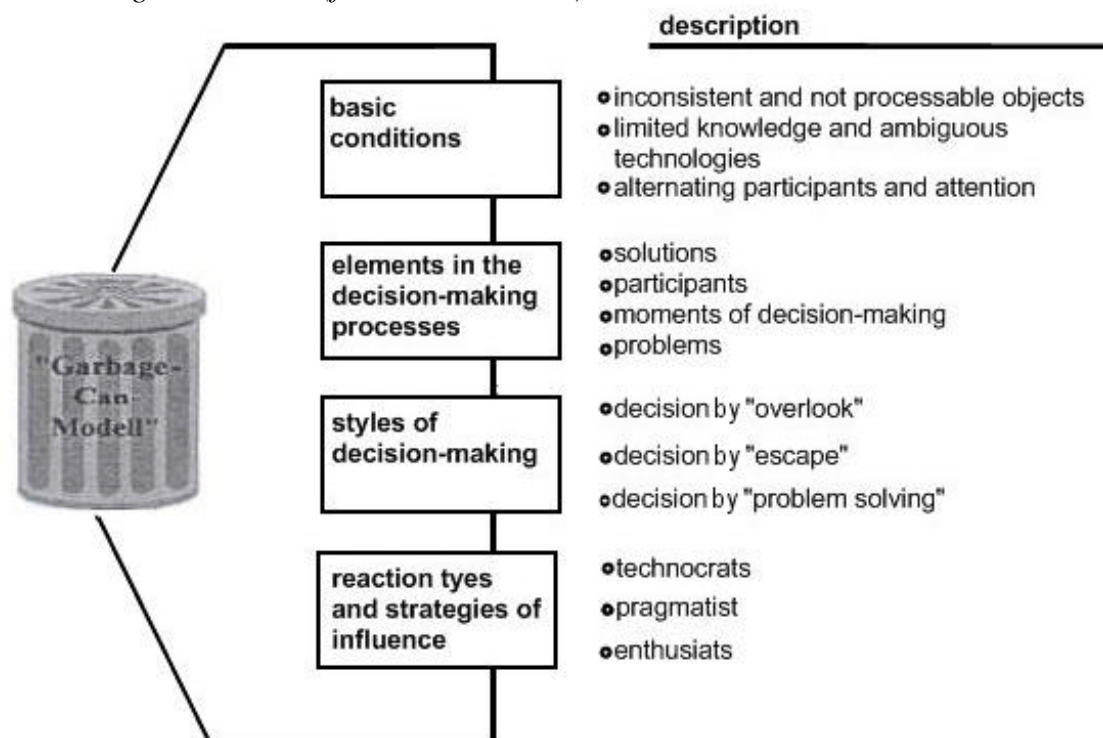 description
basic
conditions
inconsistent and not processable objects
limited knowledge and ambiguous
technologies
alternating participants and attention
elements in the
decision-making
processes
solutions
participants
moments of decision-making
problems
"Garbage-
Can-
Modell"
styles of
decision-making
decision by "overlook"
decision by "escape"
decision by "problem solving"
reaction tyes
and strategies of
influence
technocrats
pragmatist
enthusiats